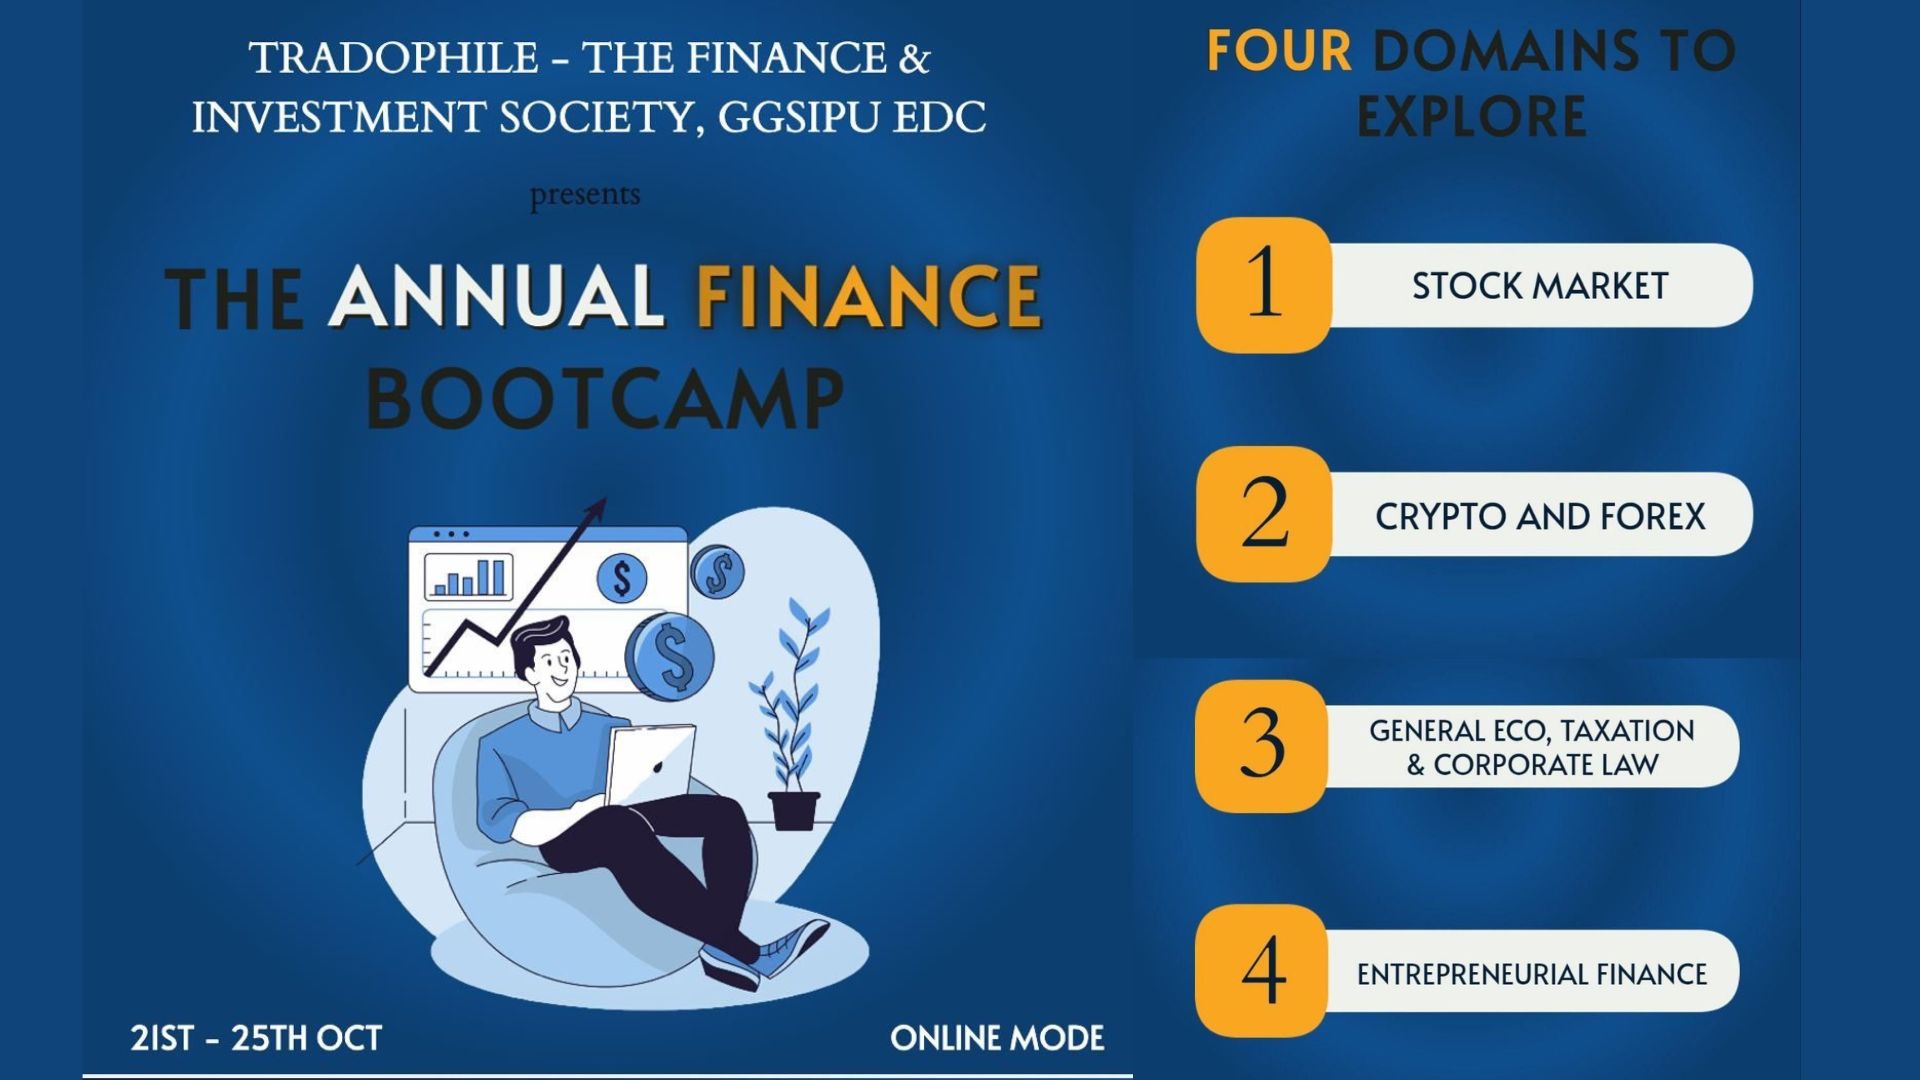 TRADOPHILE - THE FINANCE &
INVESTMENT SOCIETY, GGSIPU EDC
presents
THE ANNUAL FINANCE
BOOTCAMP
$
$
$
21ST - 25TH OCT
ONLINE MODE
FOUR DOMAINS TO
EXPLORE
1
STOCK MARKET
2
CRYPTO AND FOREX
3
GENERAL ECO, TAXATION
& CORPORATE LAW
4
ENTREPRENEURIAL FINANCE